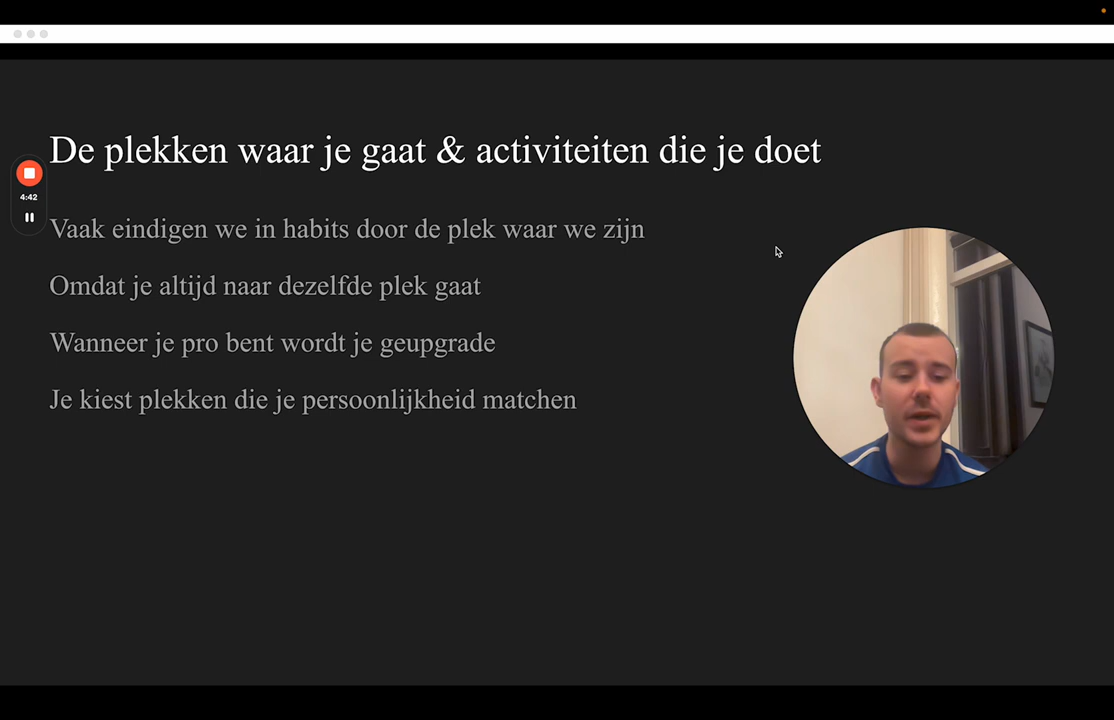 De plekken waar je gaat & activiteiten die je doet
4:42
Vaak eindigen we in habits door de plek waar we zijn
Omdat je altijd naar dezelfde plek gaat
Wanneer je pro bent wordt je geupgrade
Je kiest plekken die je persoonlijkheid matchen